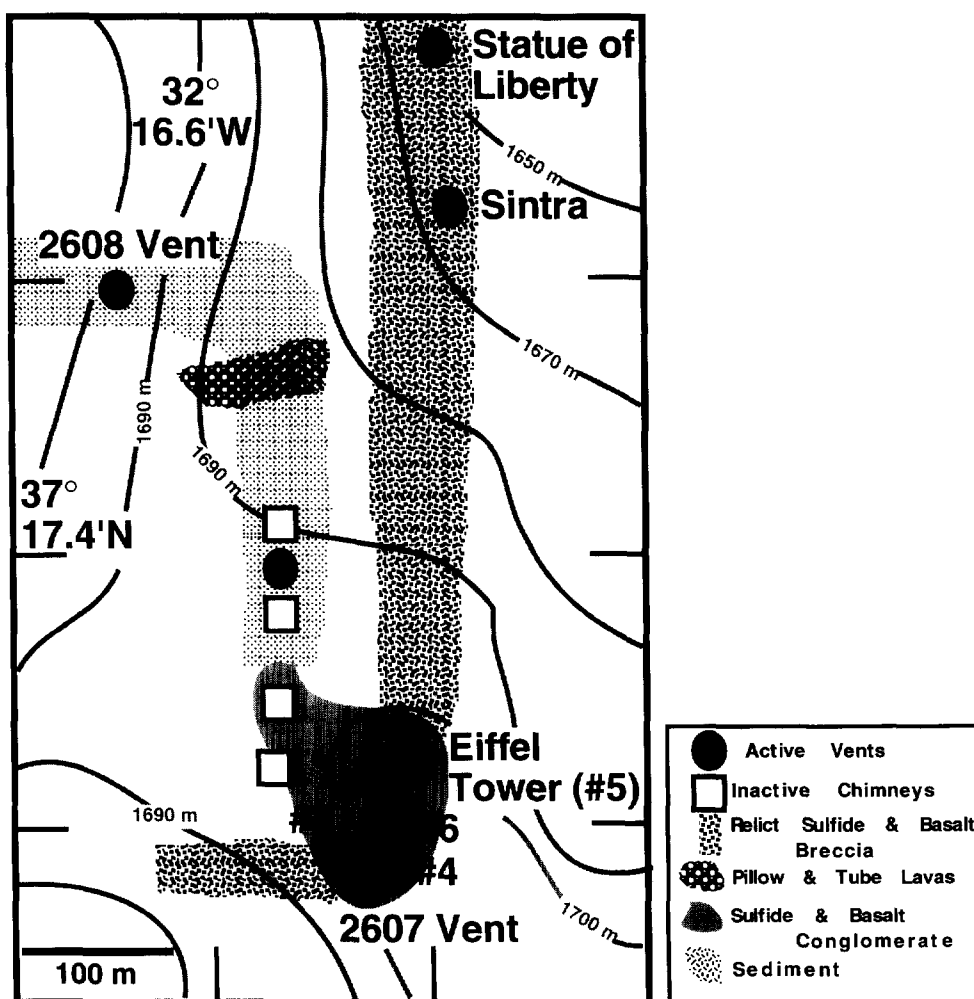 Statue of
Liberty
32°
16.6'W
1650 m
Sintra
2608 Vent
1670 m
1690 m
1690 m
37°
17.4'N
Eiffel
Tower (#5)
1690 m
#
6
#4
2607 Vent
1700 m
100 m
Active Vents
Inactive Chimneys
Relict Sulfide & Basalt
Breccia
Pillow & Tube Lavas
Sulfide & Basalt
Conglomerate
Sediment